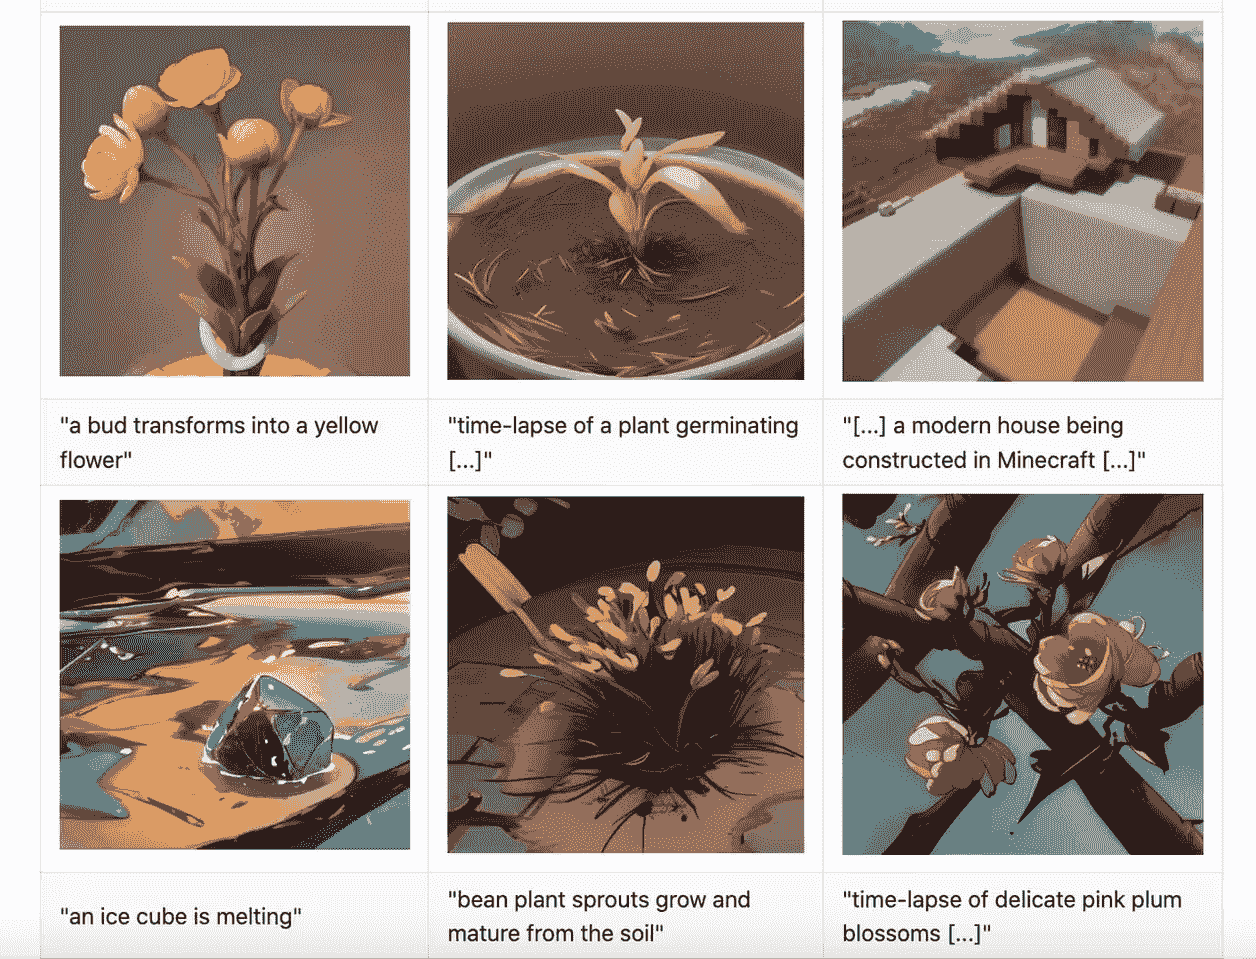 "a bud transforms into a yellow
flower"
"time-lapse of a plant germinating
[...]"
"[...] a modern house being
constructed in Minecraft [...]"
"an ice cube is melting"
"bean plant sprouts grow and
mature from the soil"
"time-lapse of delicate pink plum
blossoms [...]"